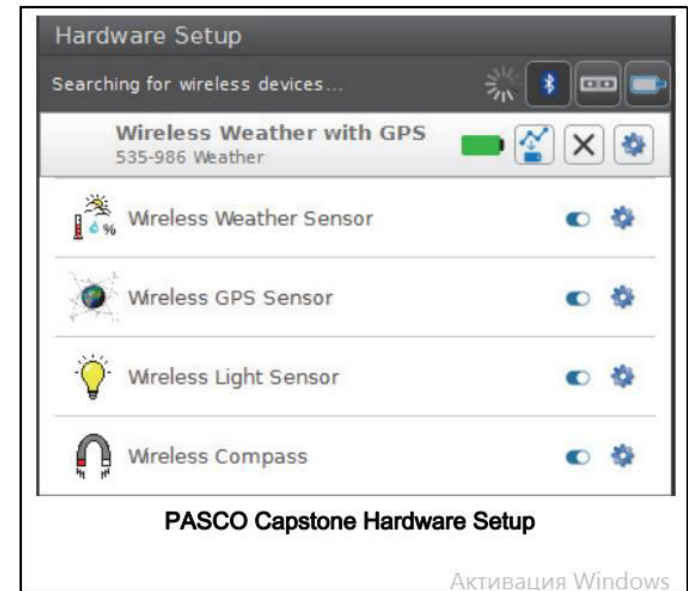 Hardware Setup
Searching for wireless devices...
Wireless Weather with GPS
535-986 Weather
%
Wireless Weather Sensor
Wireless GPS Sensor
Wireless Light Sensor
Wireless Compass
PASCO Capstone Hardware Setup
Активация Windows